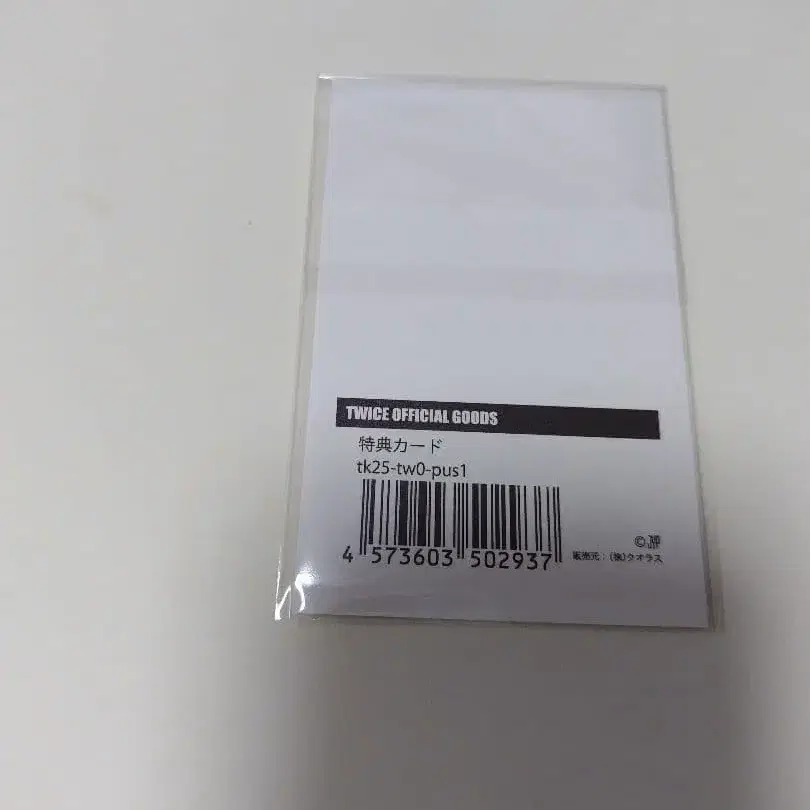 TWICE OFFICIAL GOODS
特典カード
tk25-tw0-pus1
4 573603 502937
©JYP
販売元：(株)クオラス